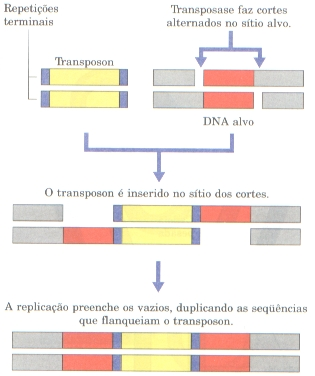 Repetições
terminais
Transposase faz cortes
alternados no sítio alvo.
Transposon
DNA alvo
O transposon é inserido no sítio dos cortes.
A replicação preenche os vazios, duplicando as seqüências
que flanqueiam o transposon.